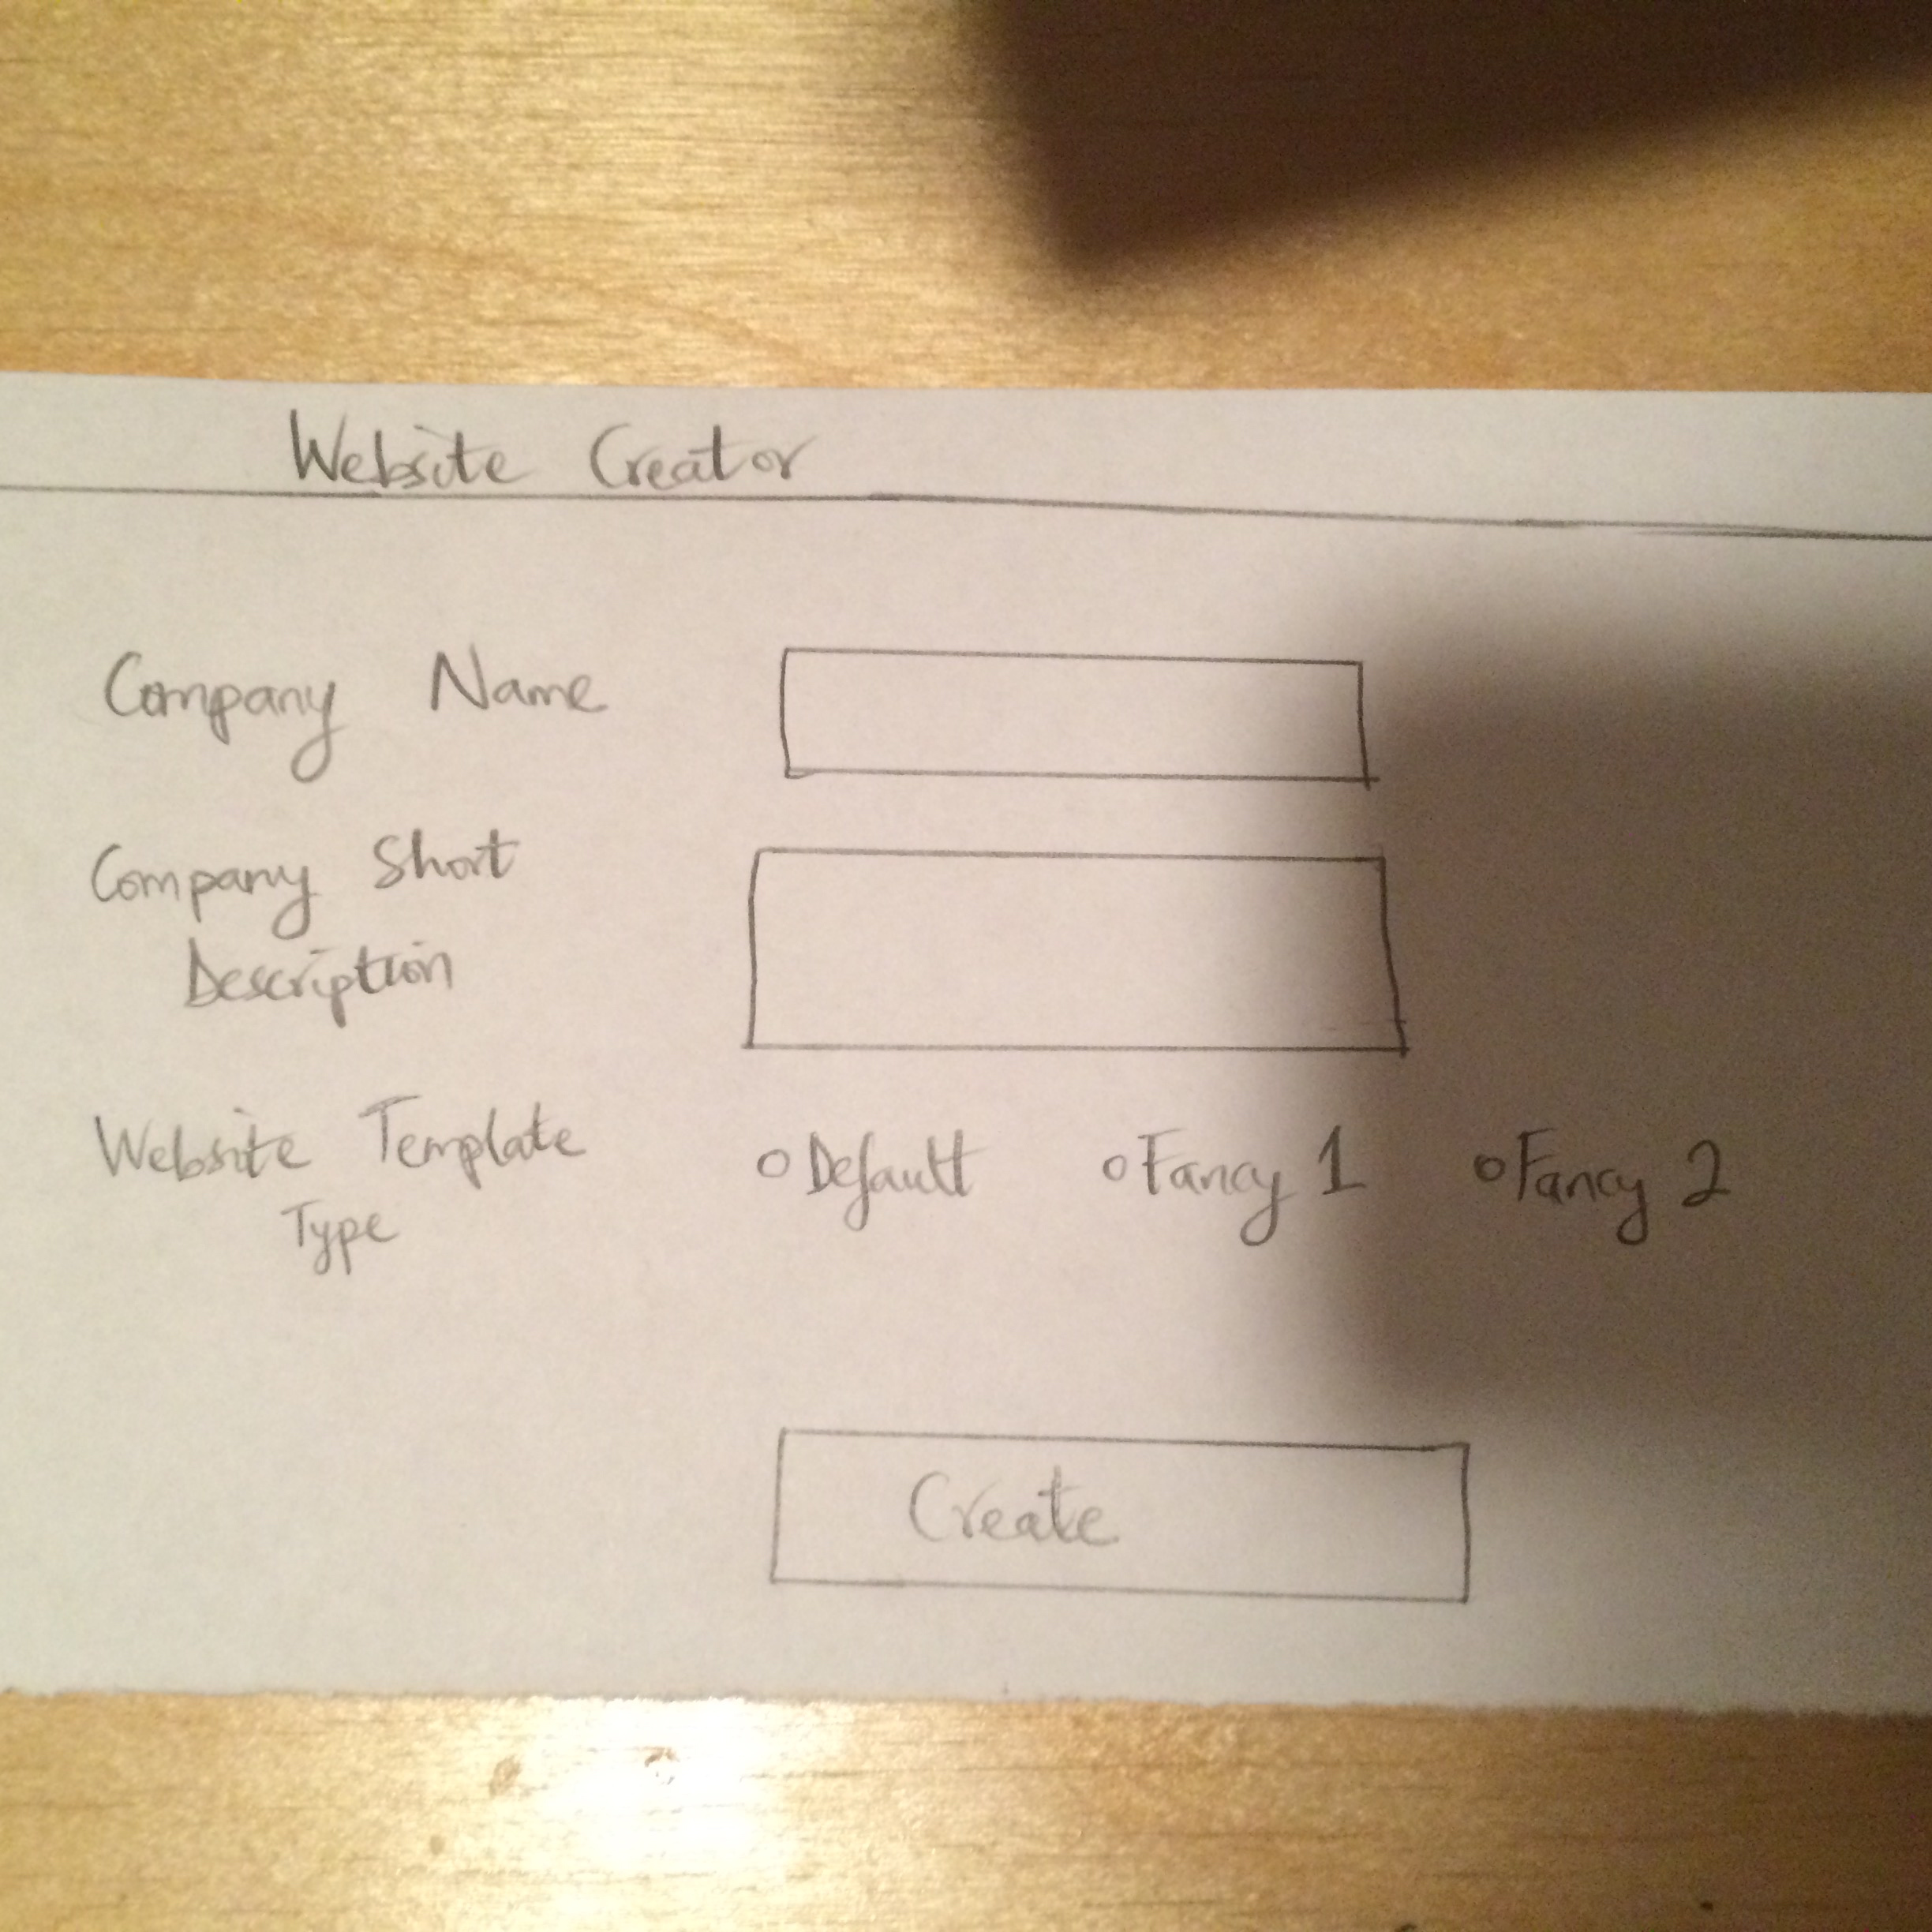 Website Creator
Company Name
Company Short
Description
Website Template
Type
Default Fancy 1 Fancy 2
Create